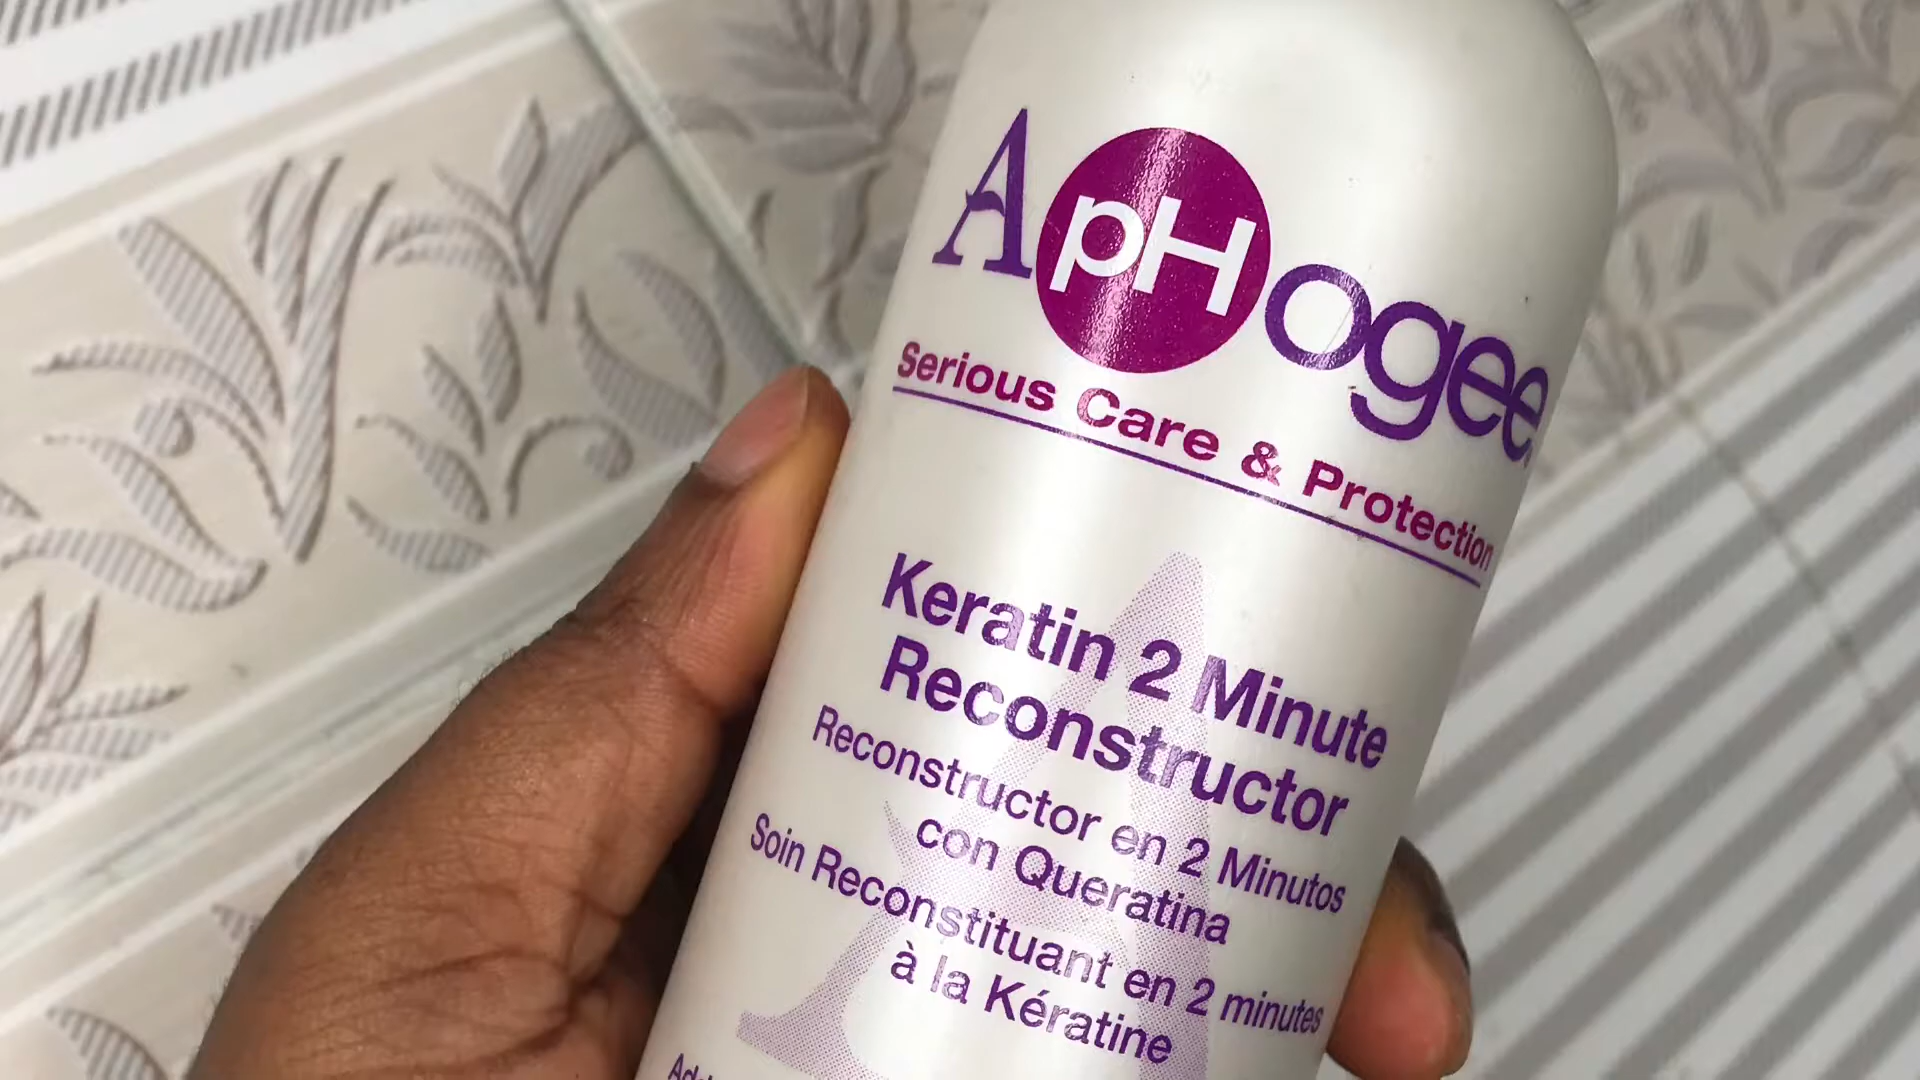 ApHogee
Serious Care & Protection
Keratin 2 Minute
Reconstructor
Reconstructor en 2 Minutos
con Queratina
Soin Reconstituant en 2 minutes
à la Kératine